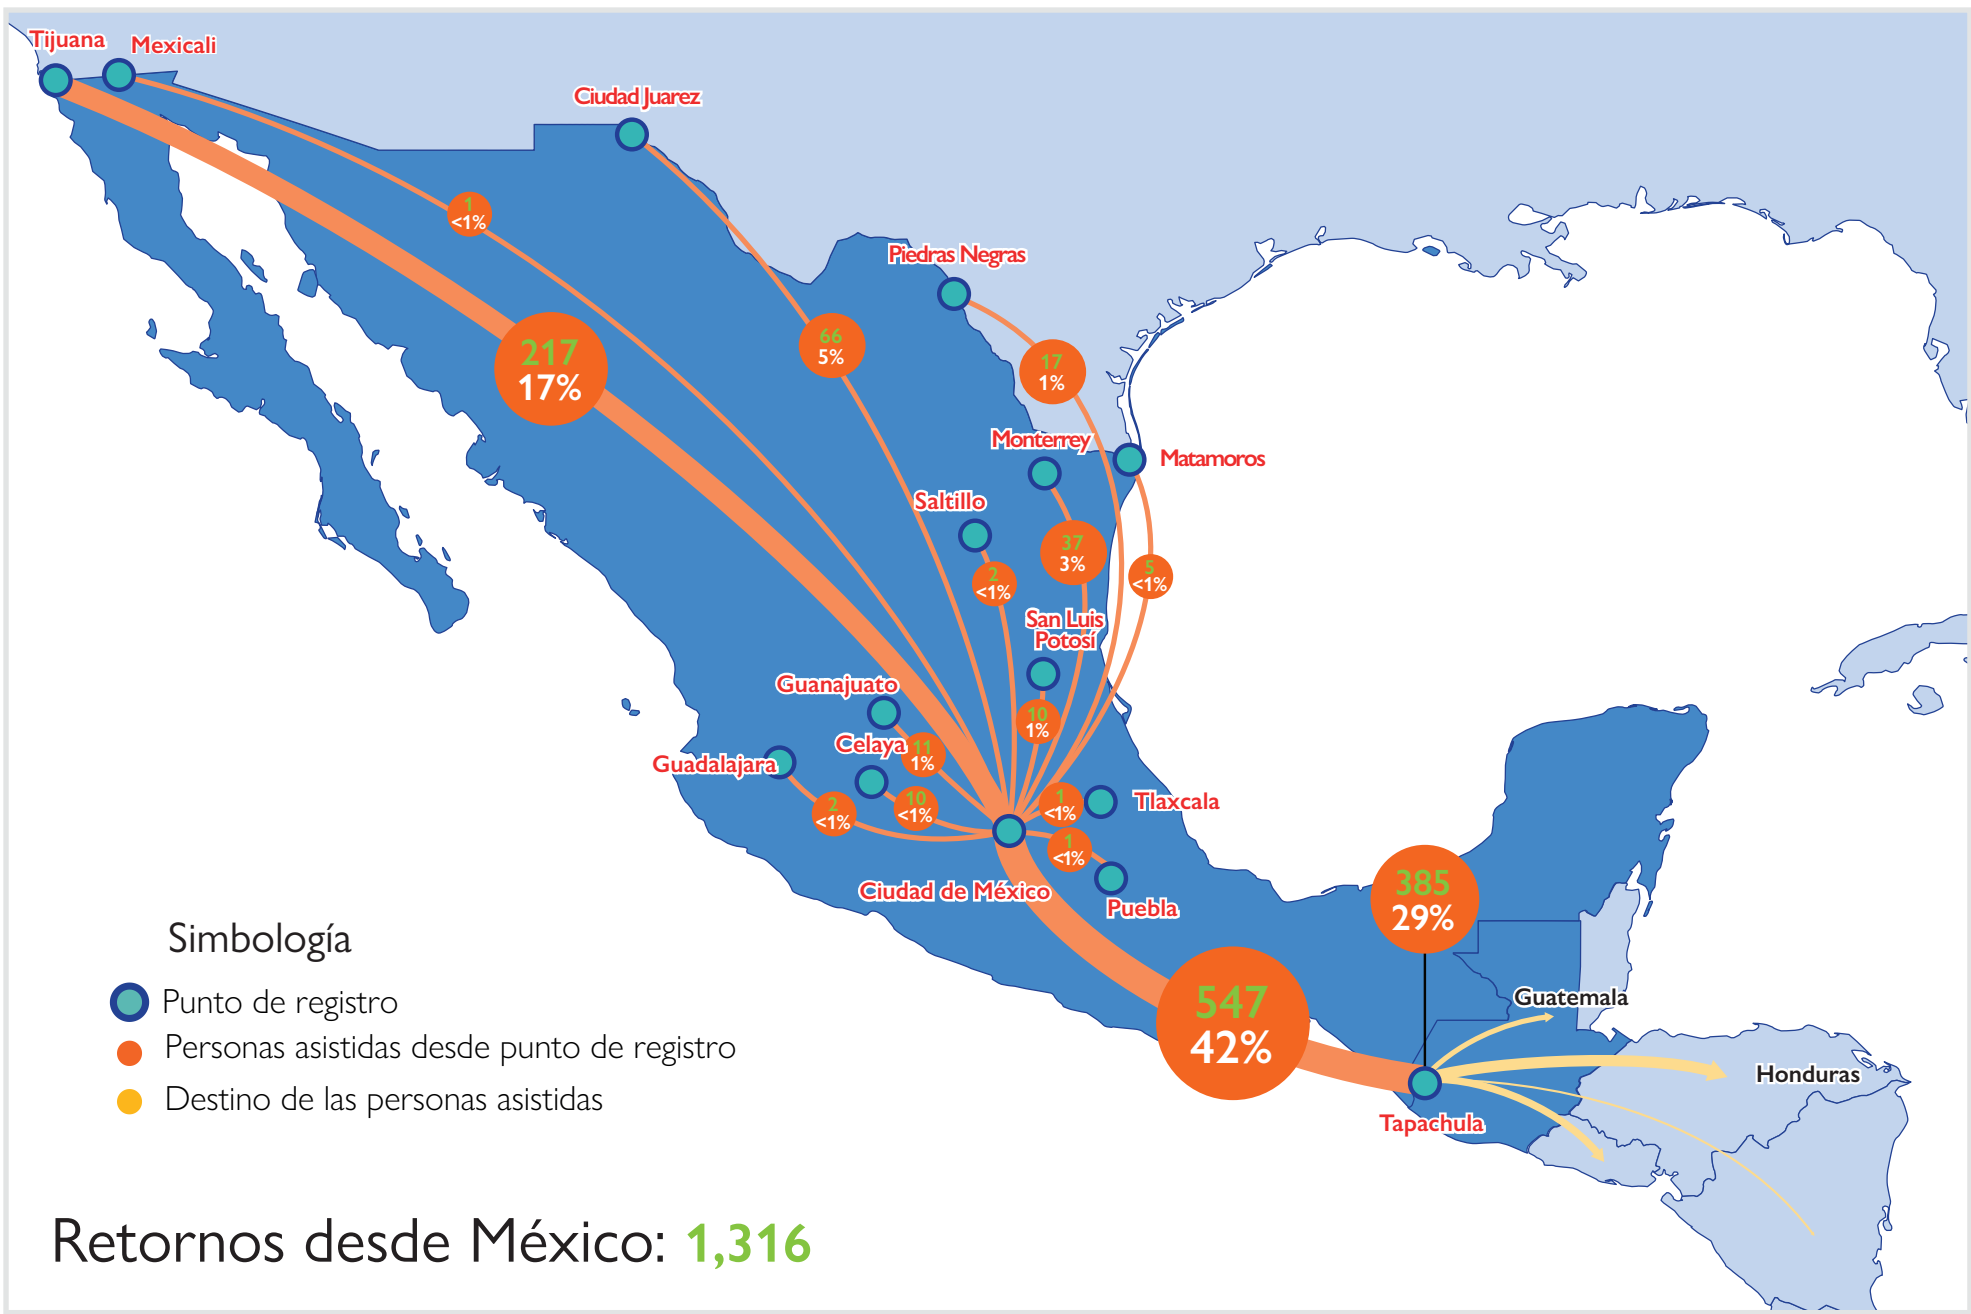 Tijuana
Mexicali
Ciudad Juarez
1
<1%
Piedras Negras
217
17%
66
5%
17
1%
Monterrey
Matamoros
Saltillo
37
3%
2
<1%
5
<1%
San Luis
Potosí
Guanajuato
10
1%
Celaya
11
1%
Guadalajara
2
<1%
10
<1%
1
<1%
Tlaxcala
1
<1%
Ciudad de México
Puebla
385
29%
547
42%
Guatemala
Honduras
Tapachula
Simbología
Punto de registro
Personas asistidas desde punto de registro
Destino de las personas asistidas
Retornos desde México: 1,316